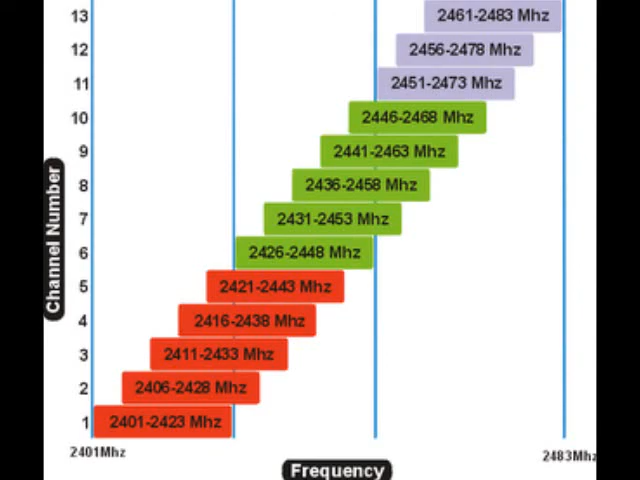 13 2461-2483 Mhz
12 2456-2478 Mhz
11 2451-2473 Mhz
10 2446-2468 Mhz
9 2441-2463 Mhz
8 2436-2458 Mhz
7 2431-2453 Mhz
6 2426-2448 Mhz
5 2421-2443 Mhz
4 2416-2438 Mhz
3 2411-2433 Mhz
2 2406-2428 Mhz
1 2401-2423 Mhz
Channel Number
2401Mhz 2483Mhz
Frequency